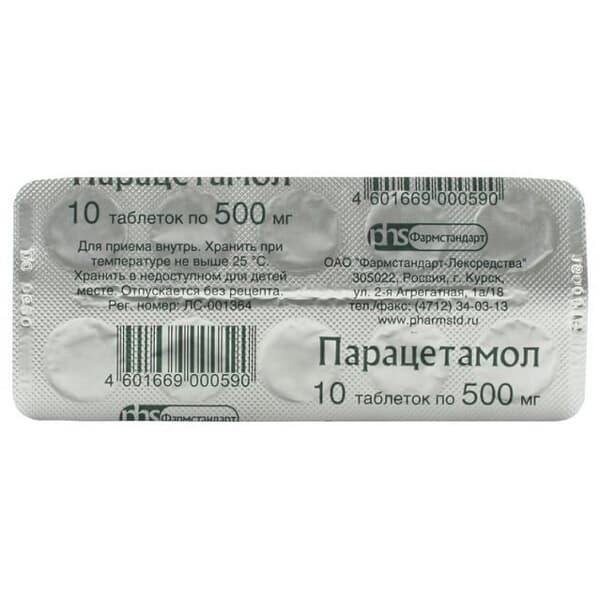 Парацетамол
10 таблеток по 500 мг
Для приема внутрь. Хранить при
температуре не выше 25 °С.
Хранить в недоступном для детей
месте. Отпускается без рецепта.
Рег. номер: ЛС-001364
4 601669 000590
phs Фармстандарт
ОАО "Фармстандарт-Лексредства"
305022, Россия, г. Курск,
ул. 2-я Агрегатная, 1а/18
тел./факс: (4712) 34-03-13
www.pharmstd.ru
4 601669 000590
phs Фармстандарт
Парацетамол
10 таблеток по 500 мг